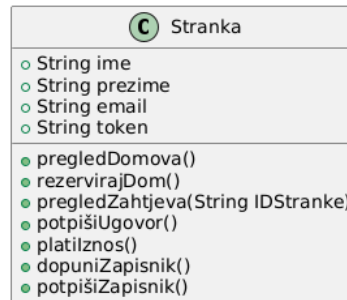 C Stranka
String ime
String prezime
String email
String token
pregledDomova()
rezervirajDom()
pregledZahtjeva(String IDStranke)
potpišiUgovor()
platiIznos()
dopuniZapisnik()
potpišiZapisnik()